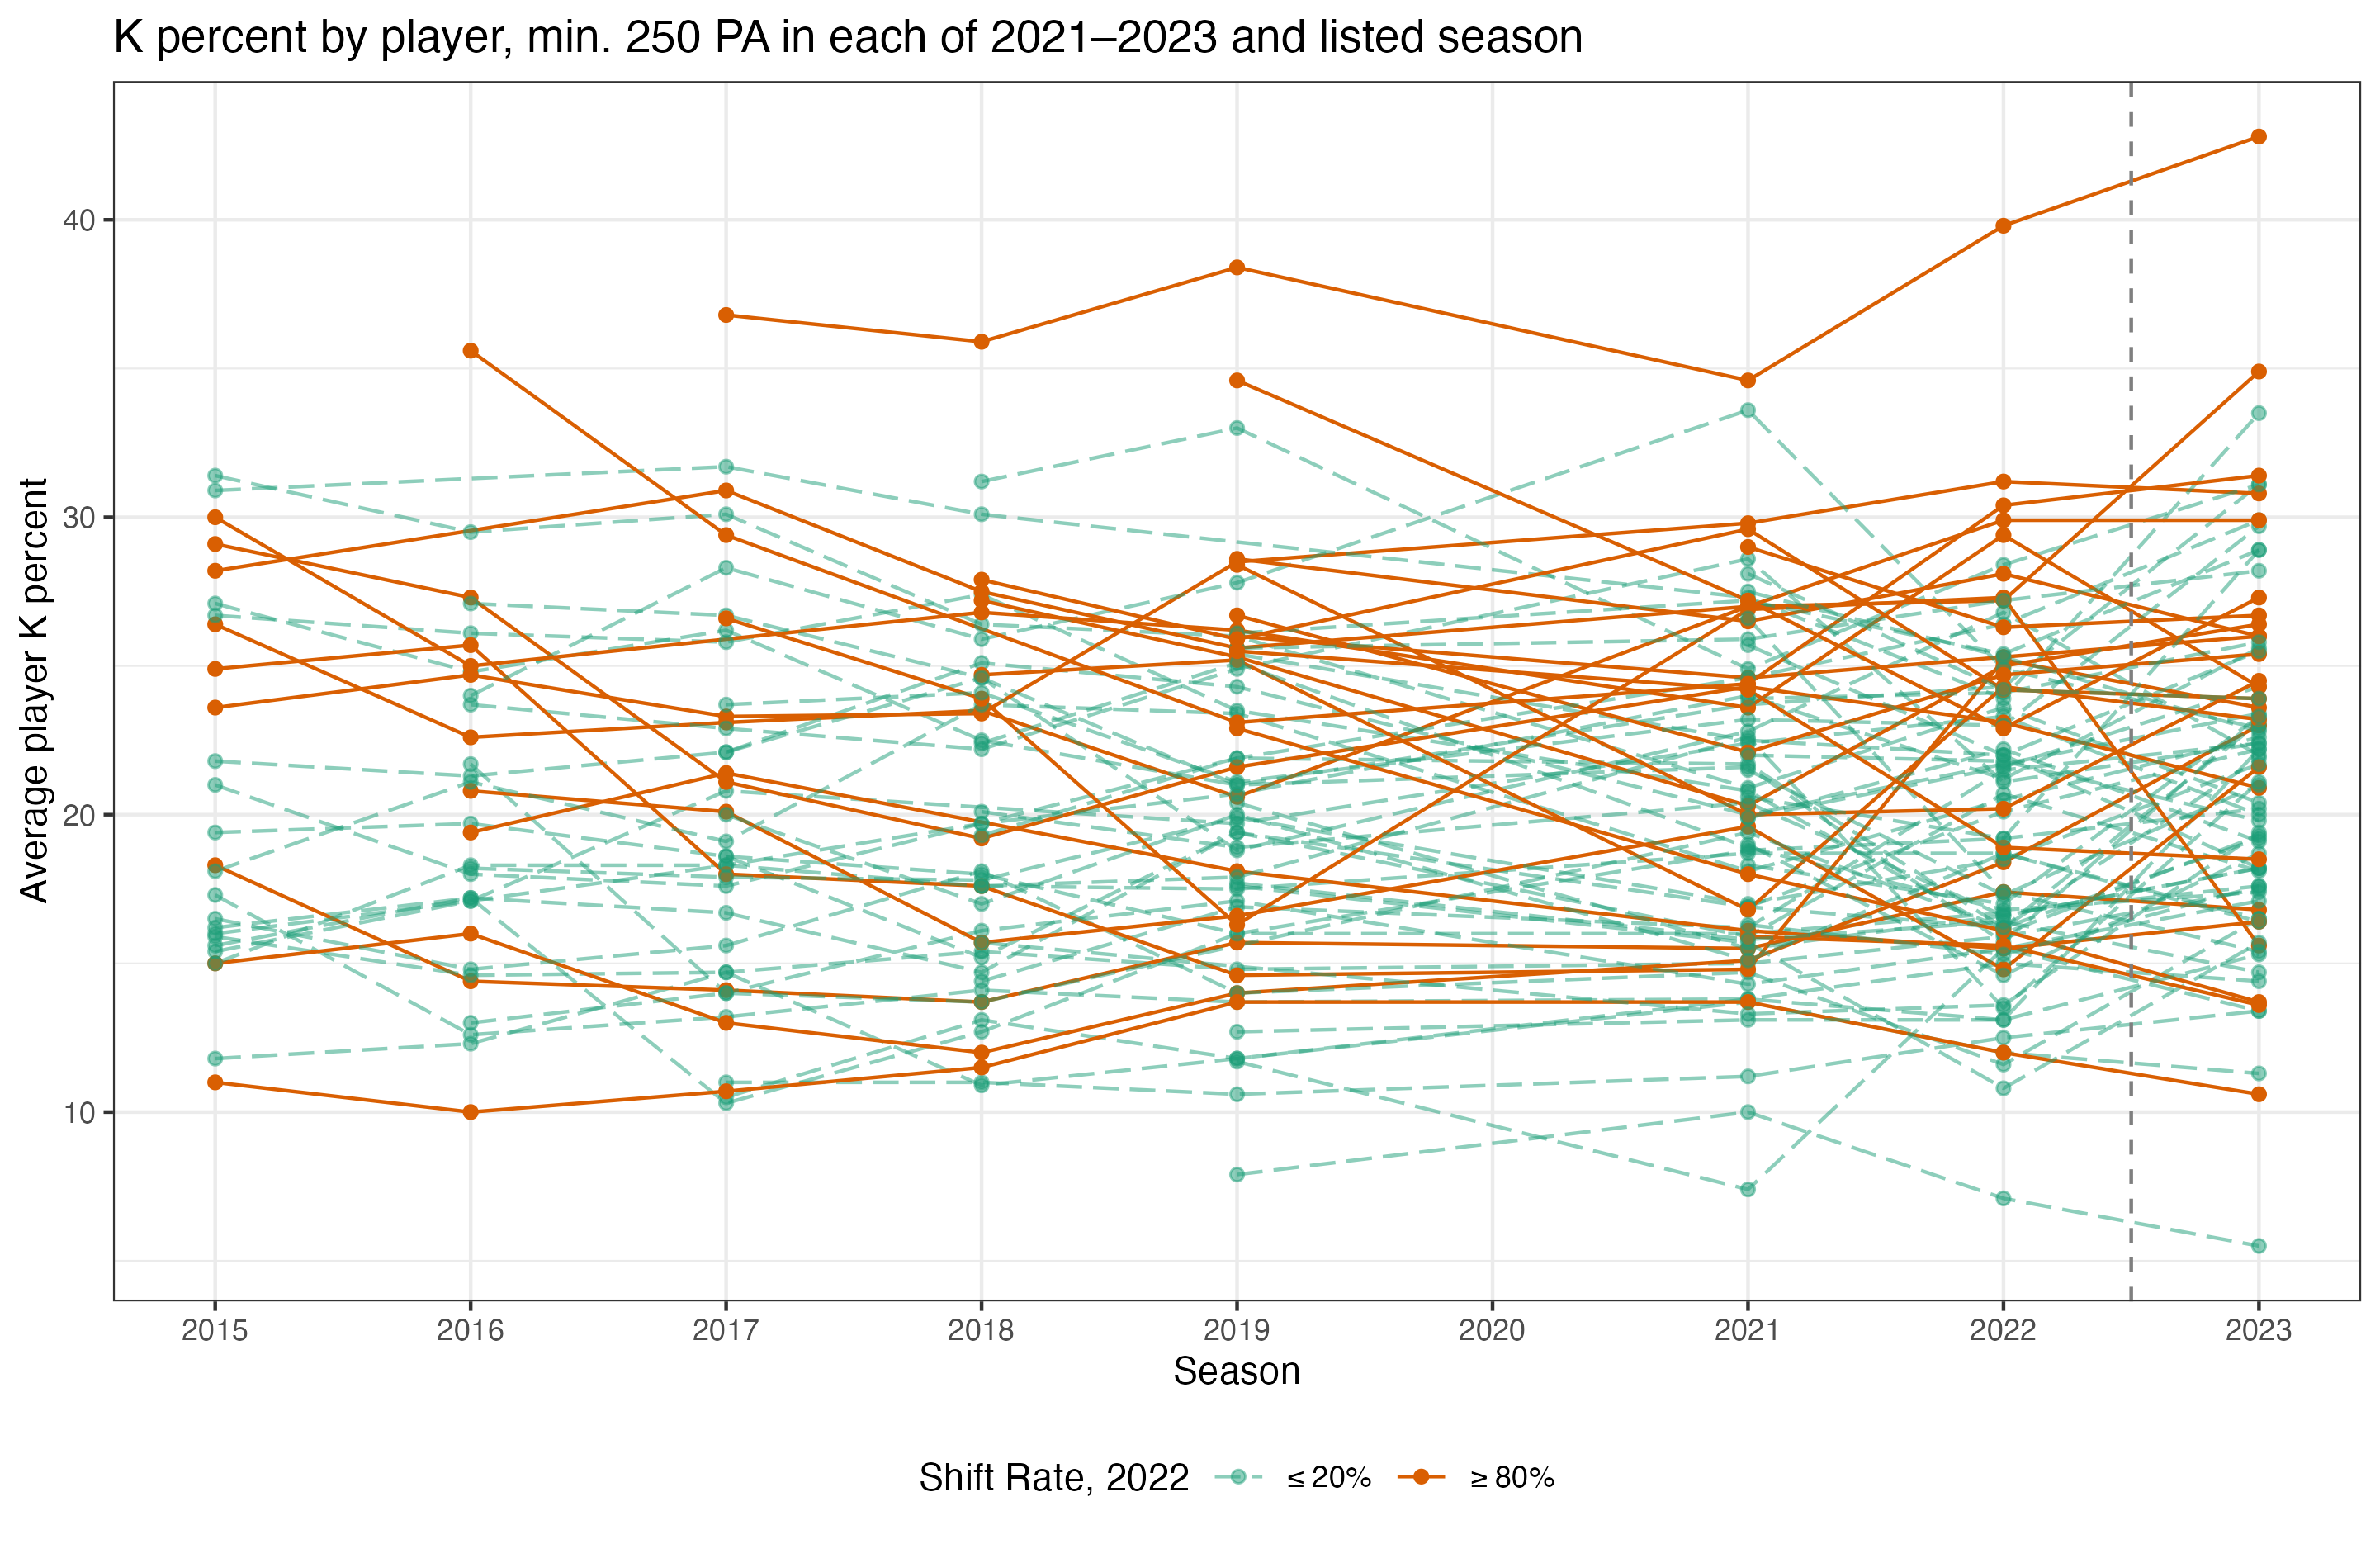 K percent by player, min. 250 PA in each of 2021–2023 and listed season
Average player K percent
40
30
20
10
2015 2016 2017 2018 2019 2020 2021 2022 2023
Season
Shift Rate, 2022 ≤ 20% ≥ 80%